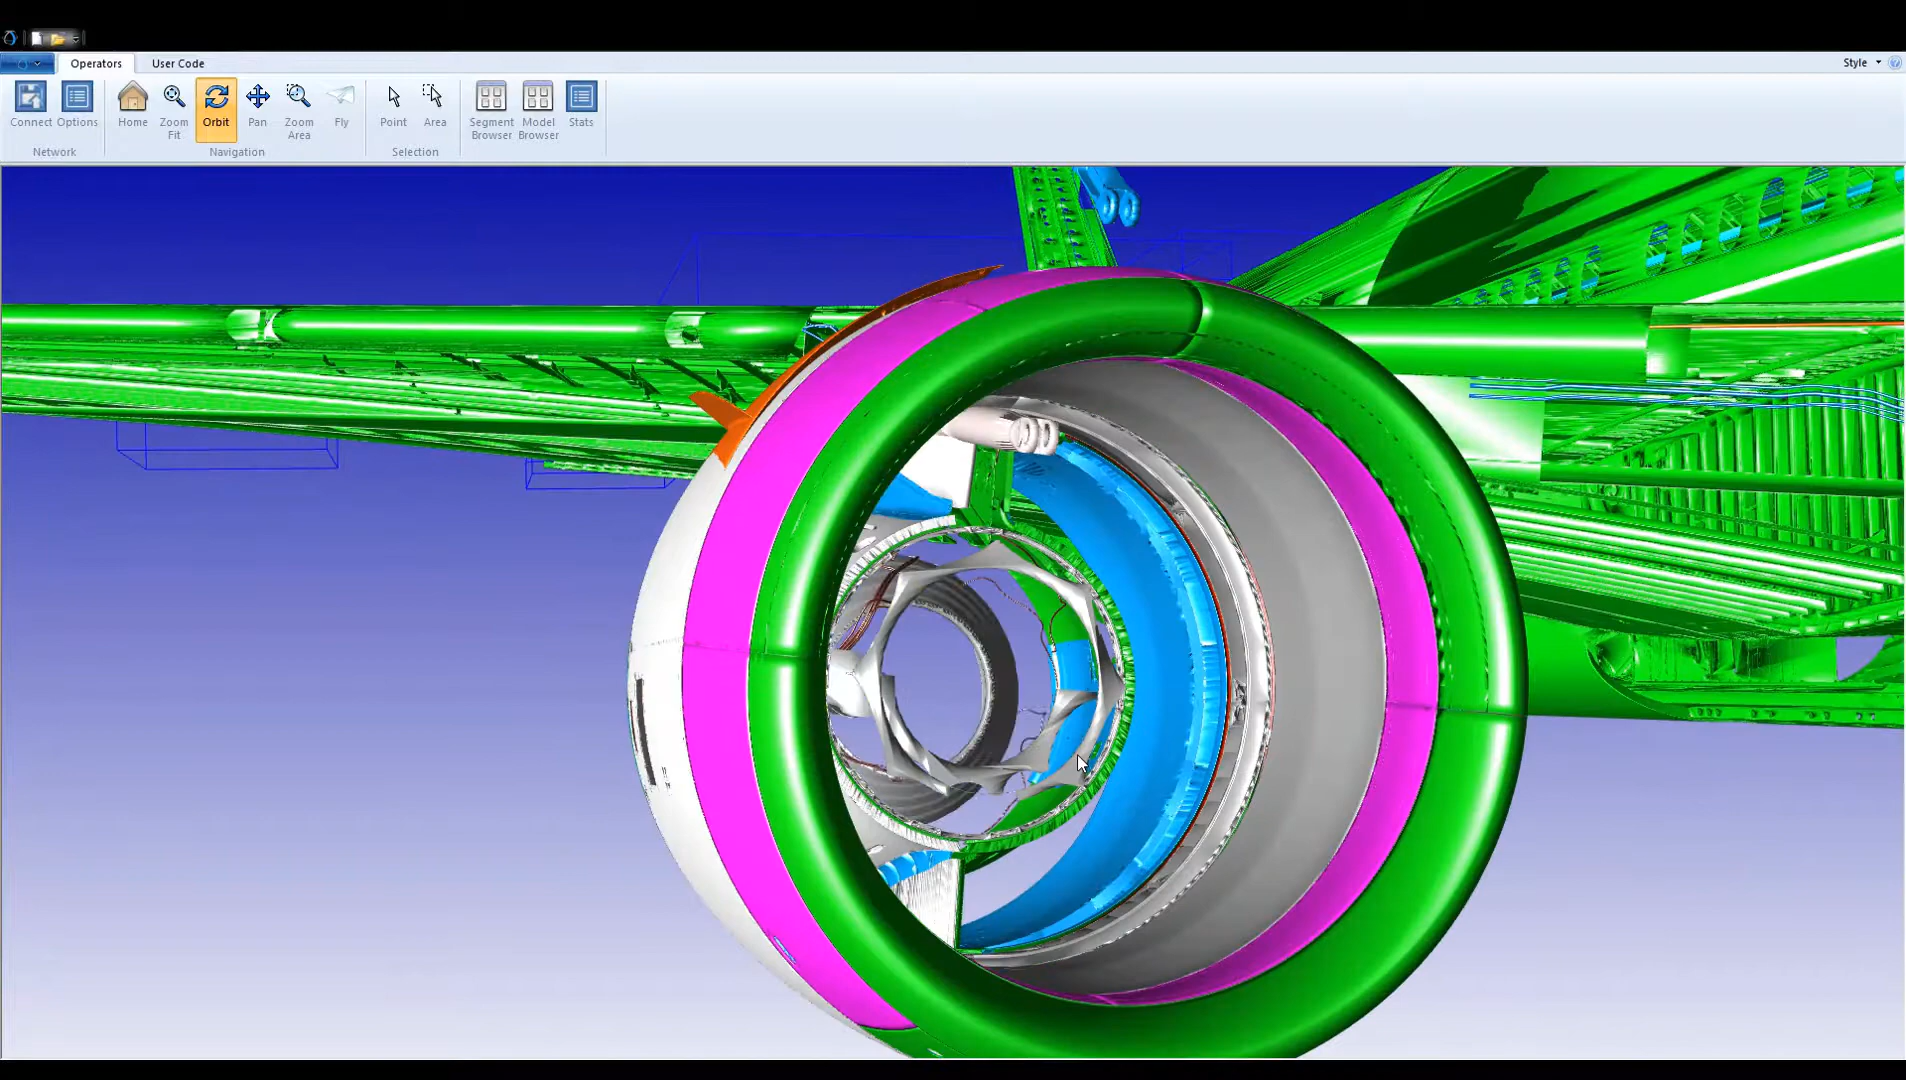 Operators User Code Style
Connect Options Home Zoom Fit Orbit Pan Zoom Area Fly Point Area Segment Browser Model Browser Stats
Network Navigation Selection